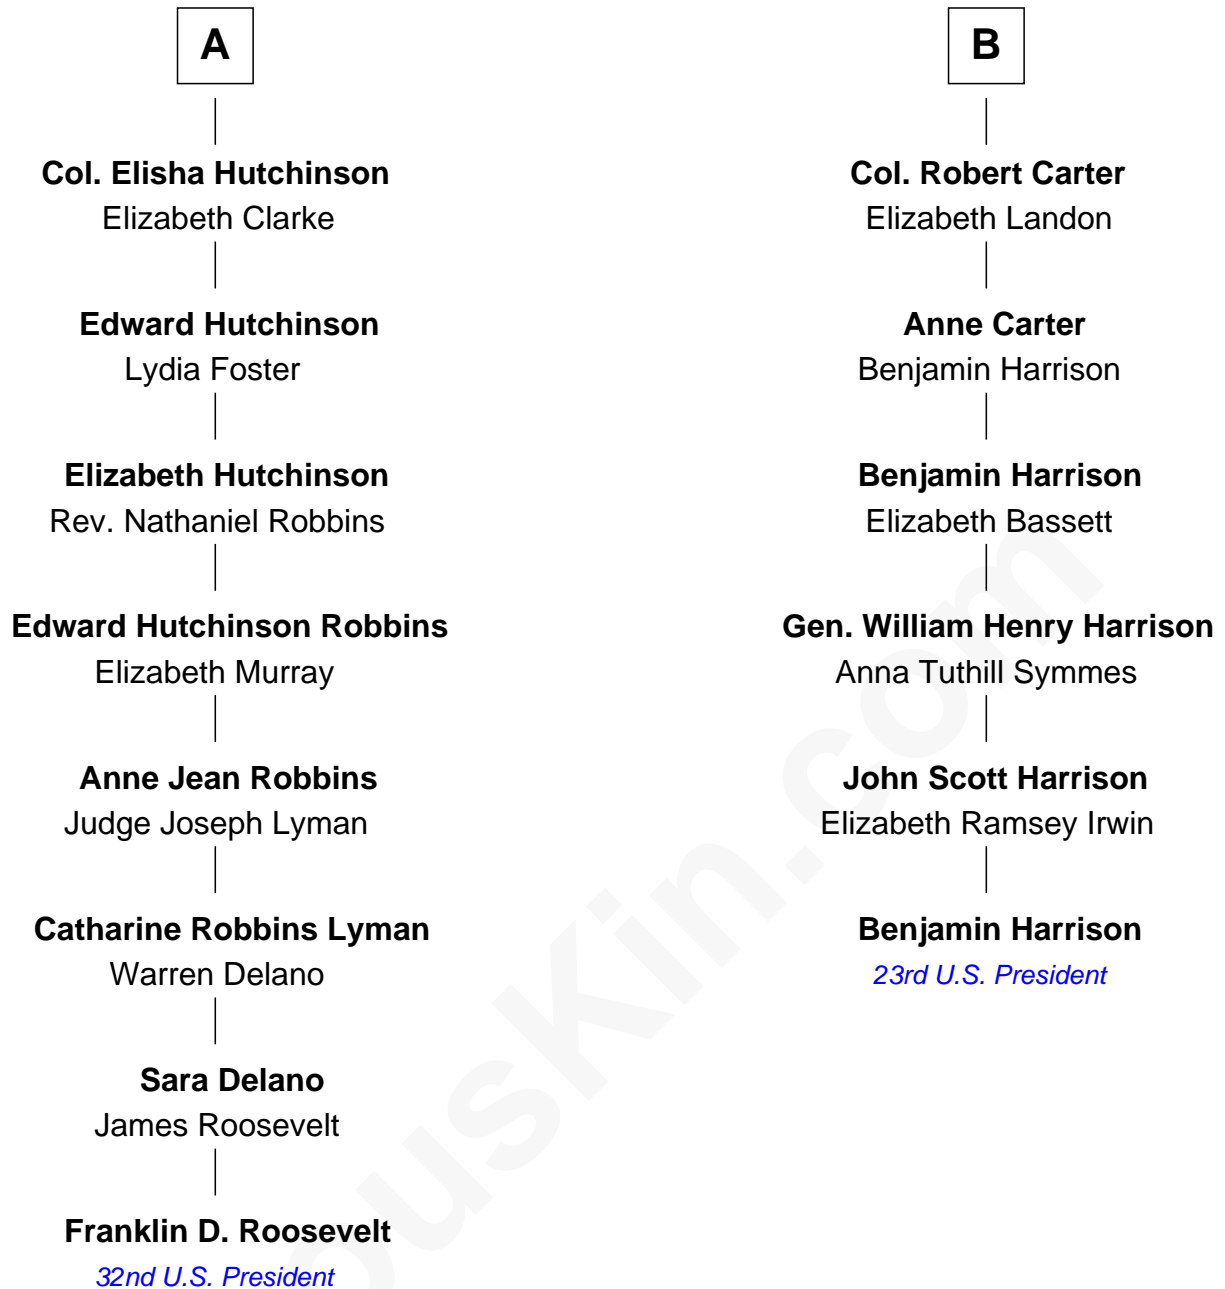 A
Col. Elisha Hutchinson
Elizabeth Clarke
Edward Hutchinson
Lydia Foster
Elizabeth Hutchinson
Rev. Nathaniel Robbins
Edward Hutchinson Robbins
Elizabeth Murray
Anne Jean Robbins
Judge Joseph Lyman
Catharine Robbins Lyman
Warren Delano
Sara Delano
James Roosevelt
Franklin D. Roosevelt
32nd U.S. President
B
Col. Robert Carter
Elizabeth Landon
Anne Carter
Benjamin Harrison
Benjamin Harrison
Elizabeth Bassett
Gen. William Henry Harrison
Anna Tuthill Symmes
John Scott Harrison
Elizabeth Ramsey Irwin
Benjamin Harrison
23rd U.S. President
ousKin.com